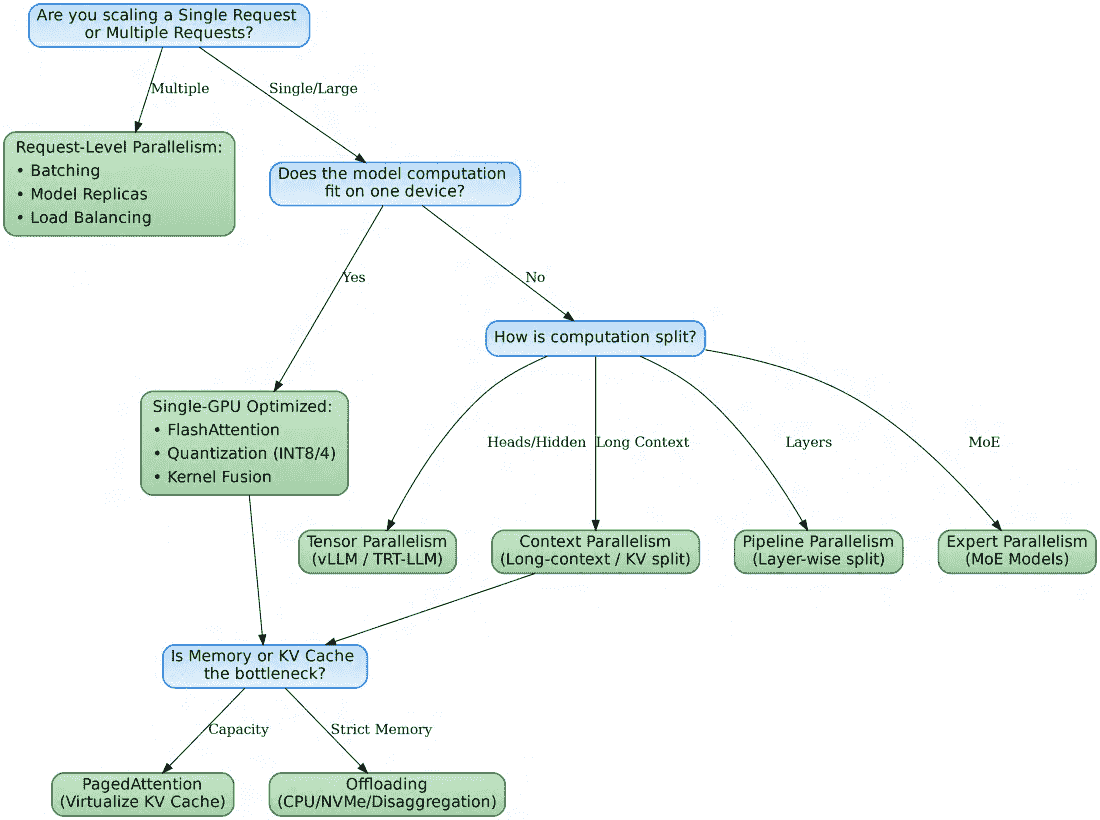 Are you scaling a Single Request
or Multiple Requests?
Multiple
Single/Large
Request-Level Parallelism:
• Batching
• Model Replicas
• Load Balancing
Does the model computation
fit on one device?
Yes
No
How is computation split?
Single-GPU Optimized:
• FlashAttention
• Quantization (INT8/4)
• Kernel Fusion
Heads/Hidden
Long Context
Layers
MoE
Tensor Parallelism
(vLLM / TRT-LLM)
Context Parallelism
(Long-context / KV split)
Pipeline Parallelism
(Layer-wise split)
Expert Parallelism
(MoE Models)
Is Memory or KV Cache
the bottleneck?
Capacity
Strict Memory
PagedAttention
(Virtualize KV Cache)
Offloading
(CPU/NVMe/Disaggregation)